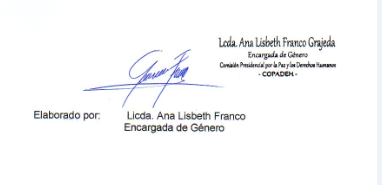 Lcda. Ana Lisbeth Franco Grajeda
Encargada de Género
Comisión Presidencial por la Paz y los Derechos Humanos
- COPADEH -
Elaborado por: Licda. Ana Lisbeth Franco
Encargada de Género